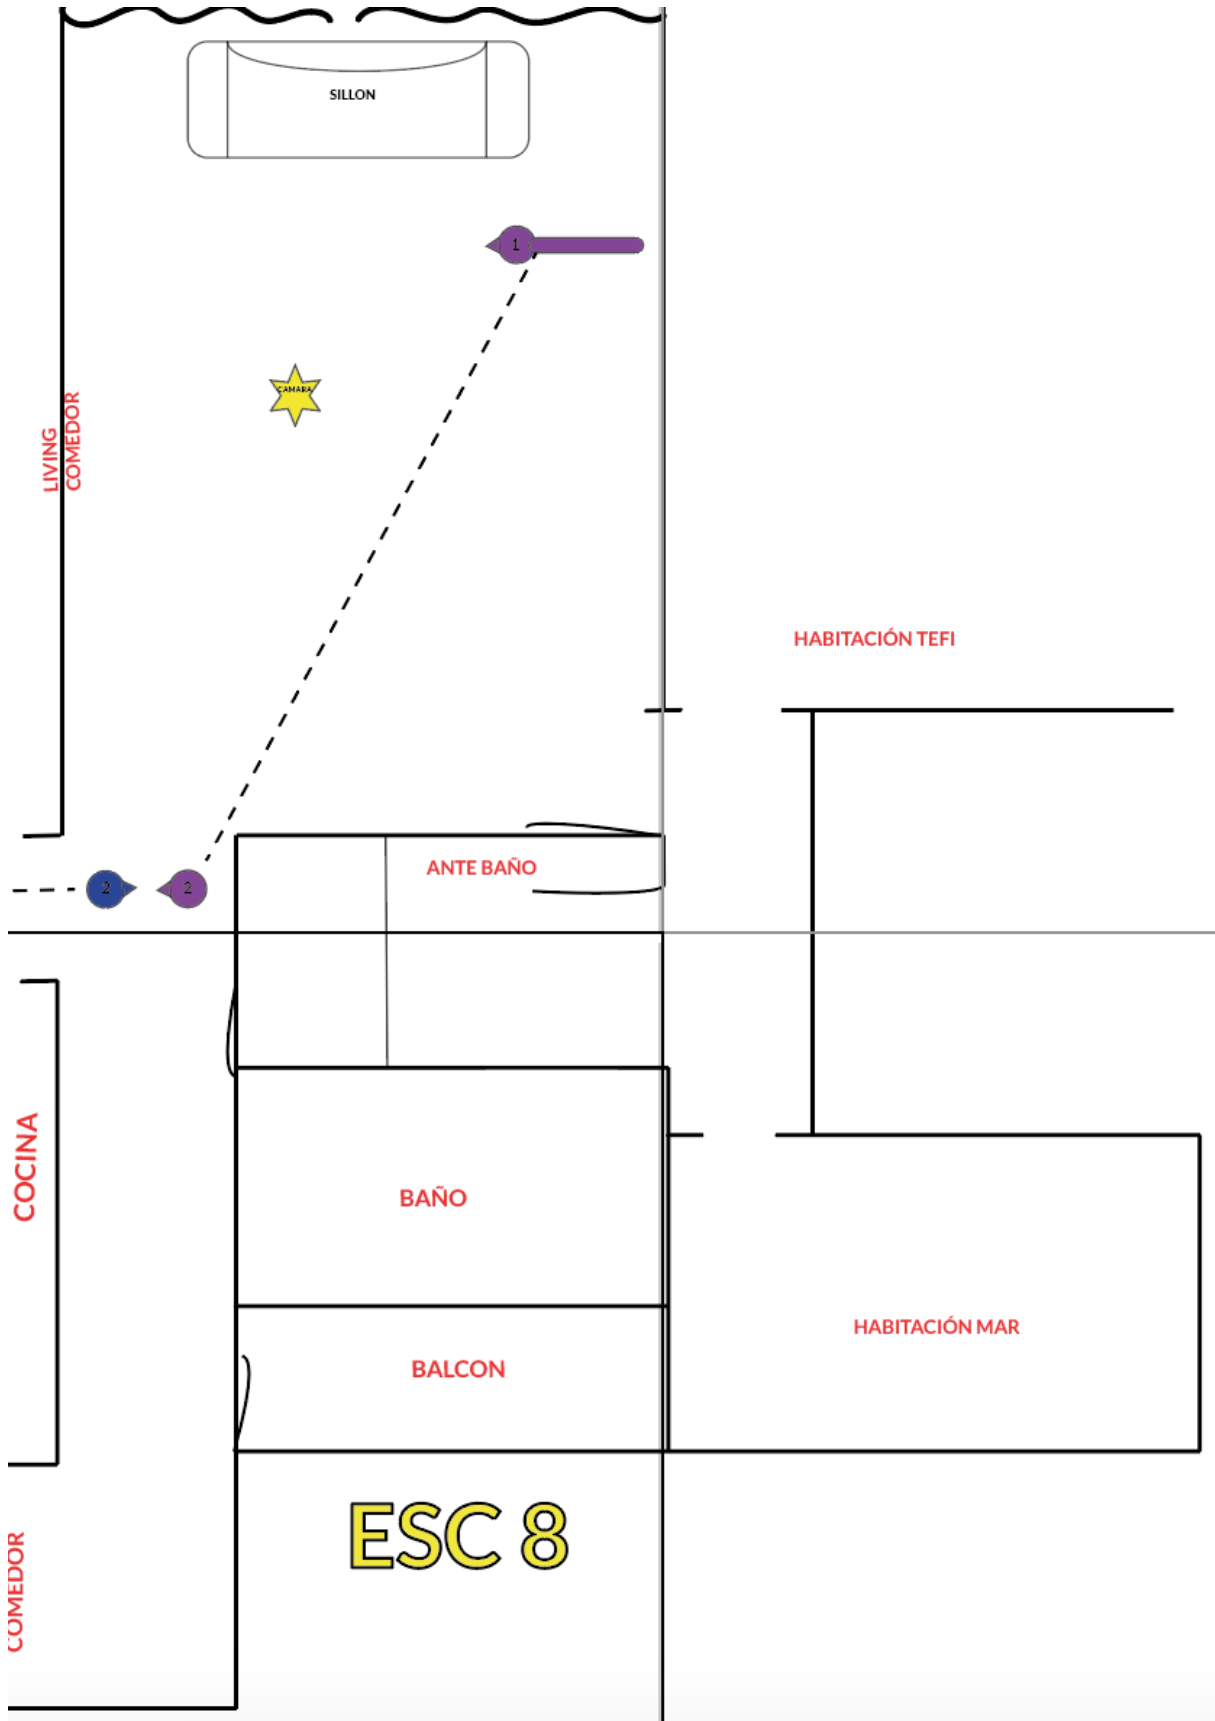 SILLON
1
CAMARA
LIVING
COMEDOR
HABITACIÓN TEFI
ANTE BAÑO
2
2
COCINA
BAÑO
HABITACIÓN MAR
BALCON
ESC 8
COMEDOR